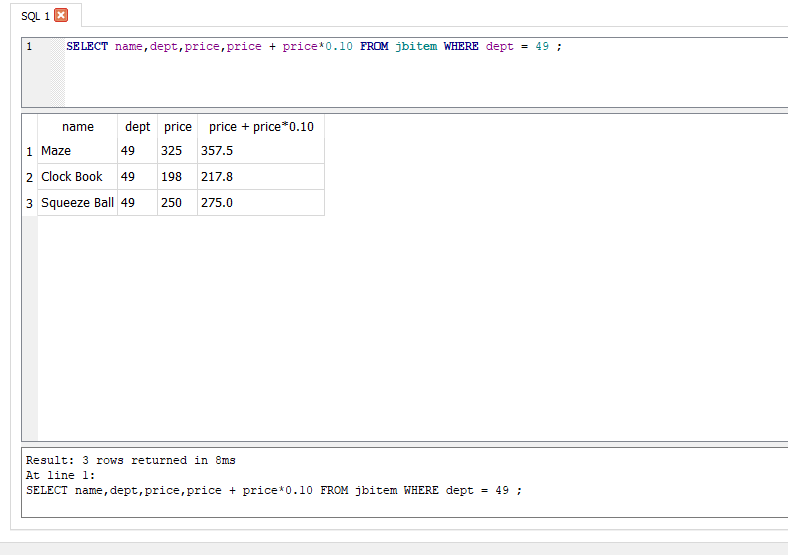 SQL 1
1 SELECT name,dept,price,price + price*0.10 FROM jbitem WHERE dept = 49 ;
name dept price price + price*0.10
1 Maze 49 325 357.5
2 Clock Book 49 198 217.8
3 Squeeze Ball 49 250 275.0
Result: 3 rows returned in 8ms
At line 1:
SELECT name,dept,price,price + price*0.10 FROM jbitem WHERE dept = 49 ;